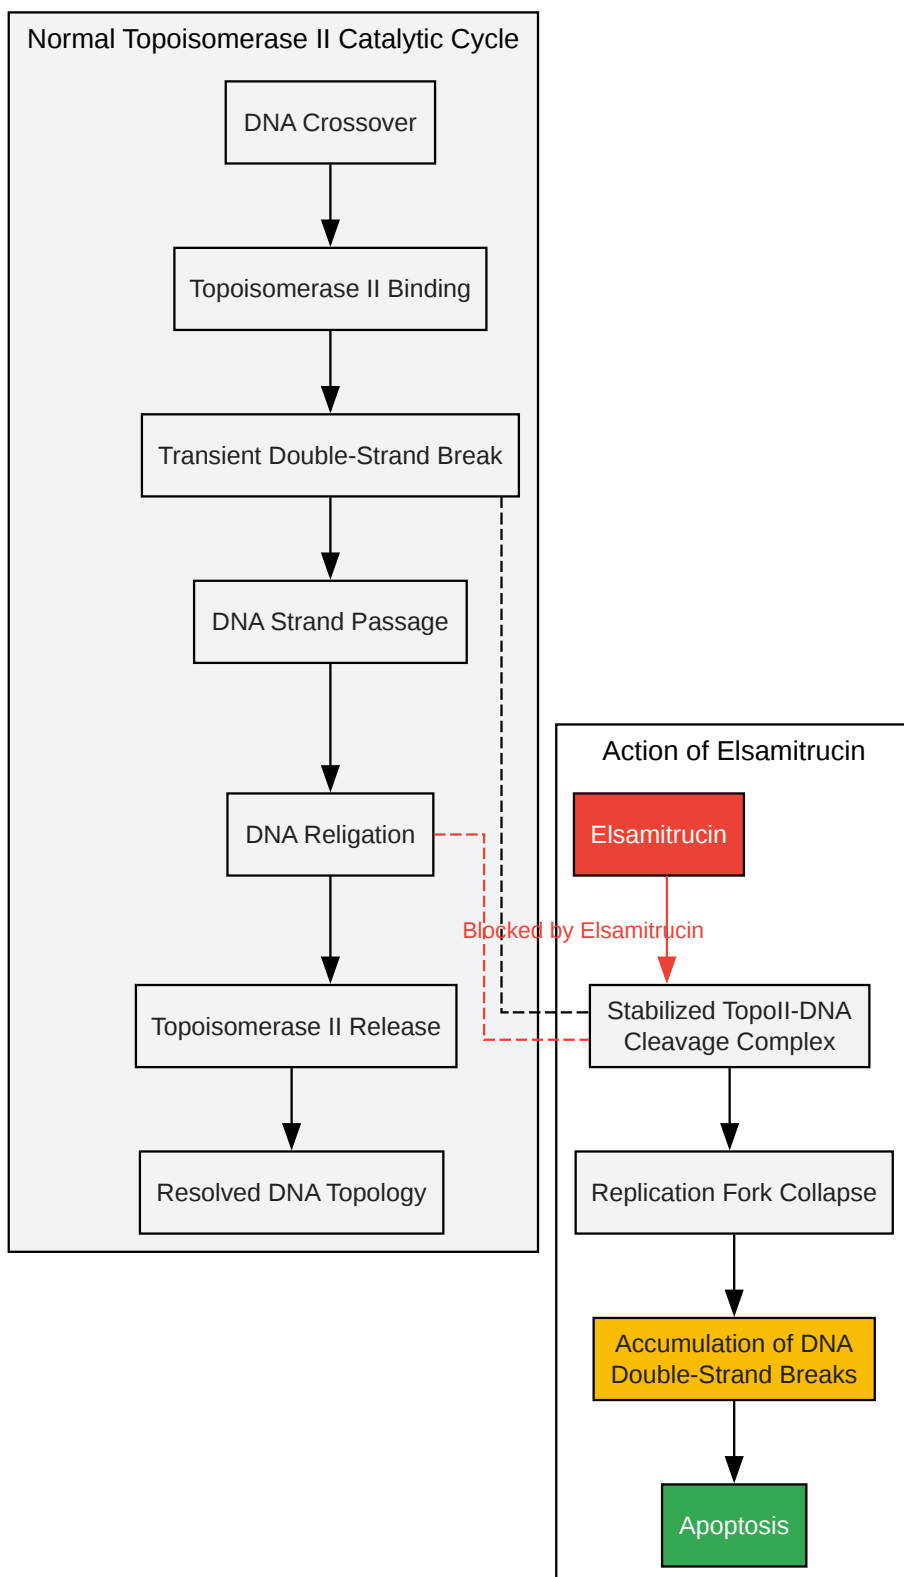 Normal Topoisomerase II Catalytic Cycle
DNA Crossover
Topoisomerase II Binding
Transient Double-Strand Break
DNA Strand Passage
DNA Religation
Topoisomerase II Release
Resolved DNA Topology
Action of Elsamitrucin
Elsamitrucin
Blocked by Elsamitrucin
Stabilized TopoII-DNA
Cleavage Complex
Replication Fork Collapse
Accumulation of DNA
Double-Strand Breaks
Apoptosis